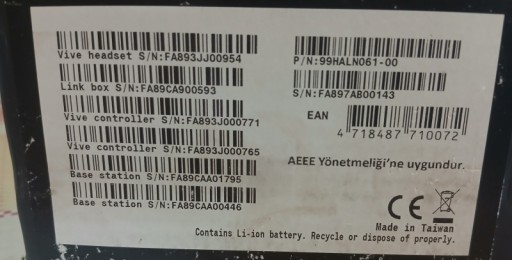 Vive headset S/N:FA893JJ00954
Link box S/N:FA89CA900593
Vive controller S/N:FA893J000771
Vive controller S/N:FA893J000765
Base station S/N:FA89CAA01795
Base station S/N:FA89CAA00446
P/N:99HALN061-00
S/N:FA897AB00143
EAN
4 718487 710072
AEEE Yönetmeliği'ne uygundur.
CE
Made in Taiwan
Contains Li-ion battery. Recycle or dispose of properly.